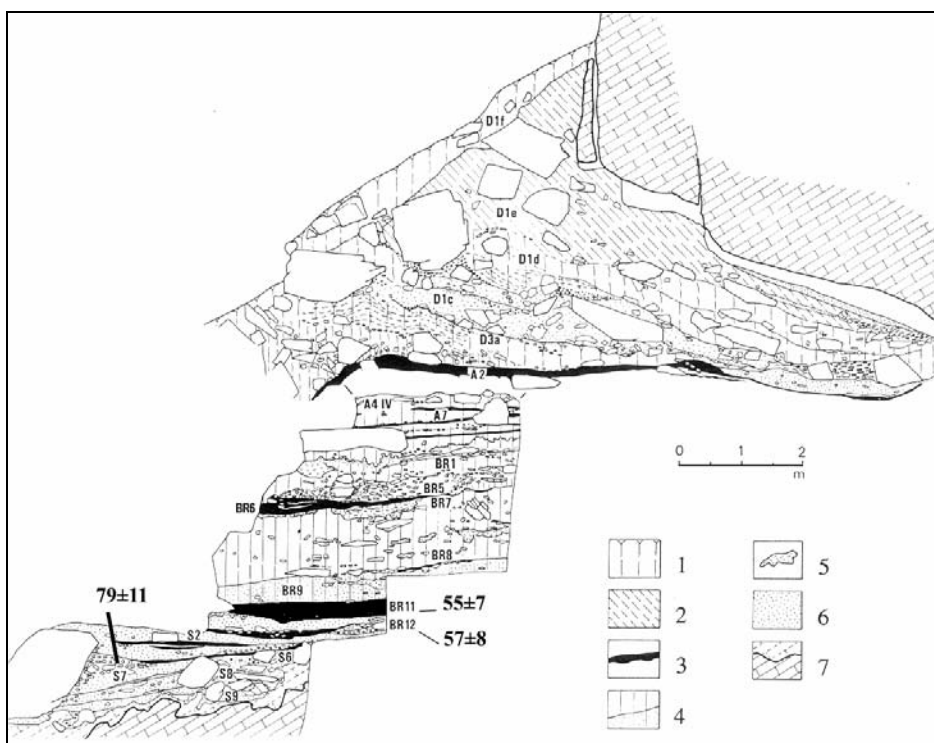 D1f
D1e
D1d
D1c
D3a
A2
A4 IV
A7
BR1
BR5
BR6
BR7
BR8
BR9
79±11
BR11
55±7
BR12
57±8
S2
S6
S7
S8
S9
0 2
m
1 5
2 6
3 7
4